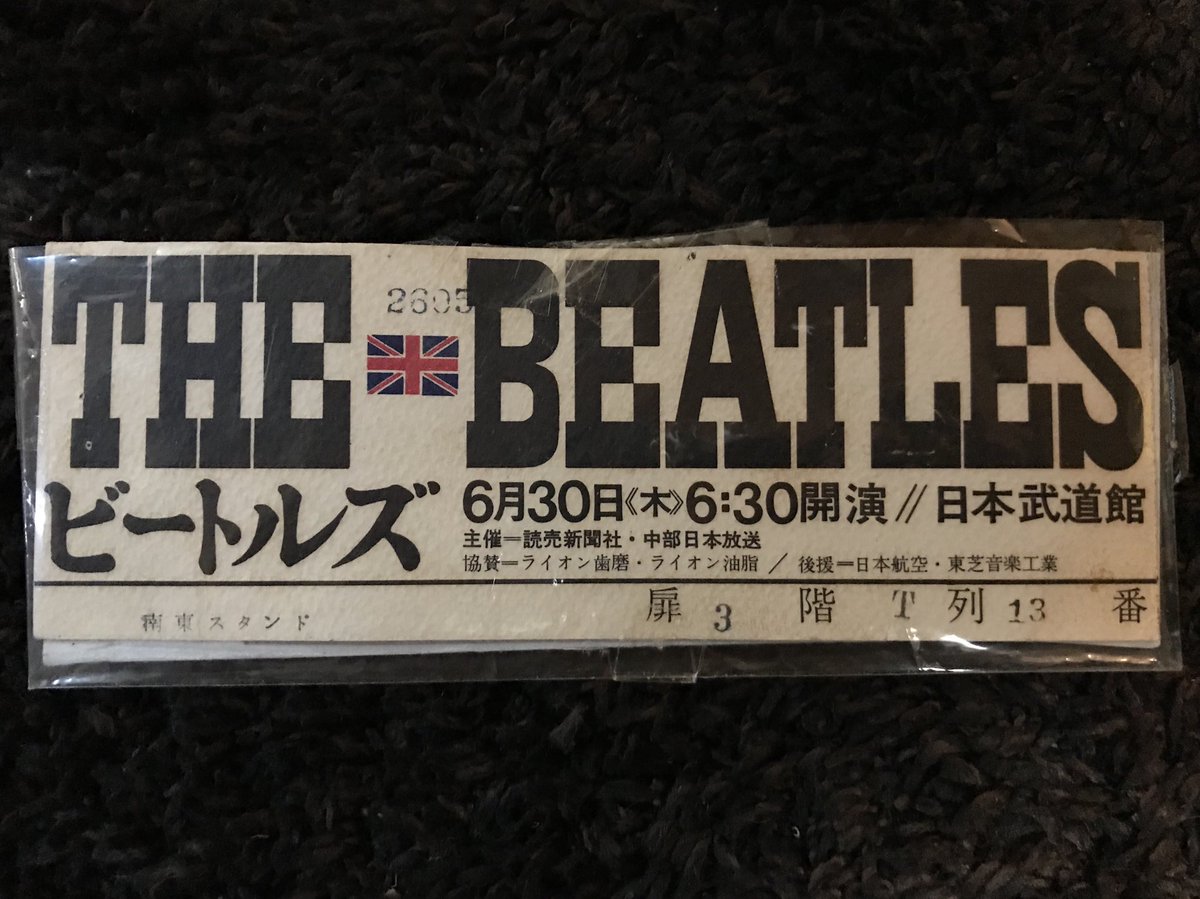 THE BEATLES
2605
ビートルズ
6月30日《木》6:30開演//日本武道館
主催=読売新聞社・中部日本放送
協賛=ライオン歯磨・ライオン油脂/後援=日本航空・東芝音楽工業
南東スタンド 扉 3 階 T 列 13 番